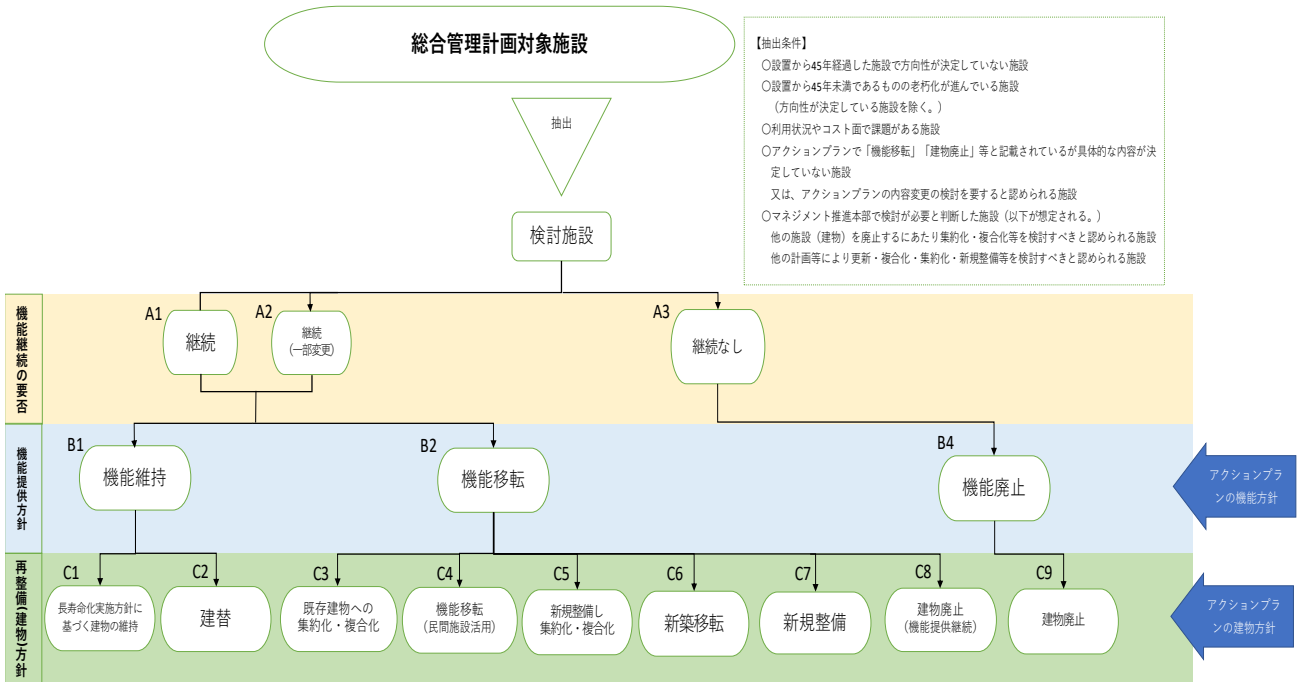 総合管理計画対象施設
【抽出条件】
〇設置から45年経過した施設で方向性が決定していない施設
〇設置から45年未満であるものの老朽化が進んでいる施設
（方向性が決定している施設を除く。）
〇利用状況やコスト面で課題がある施設
〇アクションプランで「機能移転」「建物廃止」等と記載されているが具体的な内容が決
定していない施設
又は、アクションプランの内容変更の検討を要すると認められる施設
〇マネジメント推進本部で検討が必要と判断した施設（以下が想定される。）
他の施設（建物）を廃止するにあたり集約化・複合化等を検討すべきと認められる施設
他の計画等により更新・複合化・集約化・新規整備等を検討すべきと認められる施設
抽出
検討施設
機能継続の要否
A1
継続
A2
継続
（一部変更）
A3
継続なし
機能提供方針
B1
機能維持
B2
機能移転
B4
機能廃止
アクションプラ
ンの機能方針
再整備（建物）方針
C1
長寿命化実施方針に
基づく建物の維持
C2
建替
C3
既存建物への
集約化・複合化
C4
機能移転
（民間施設活用）
C5
新規整備し
集約化・複合化
C6
新築移転
C7
新規整備
C8
建物廃止
（機能提供継続）
C9
建物廃止
アクションプラ
ンの建物方針